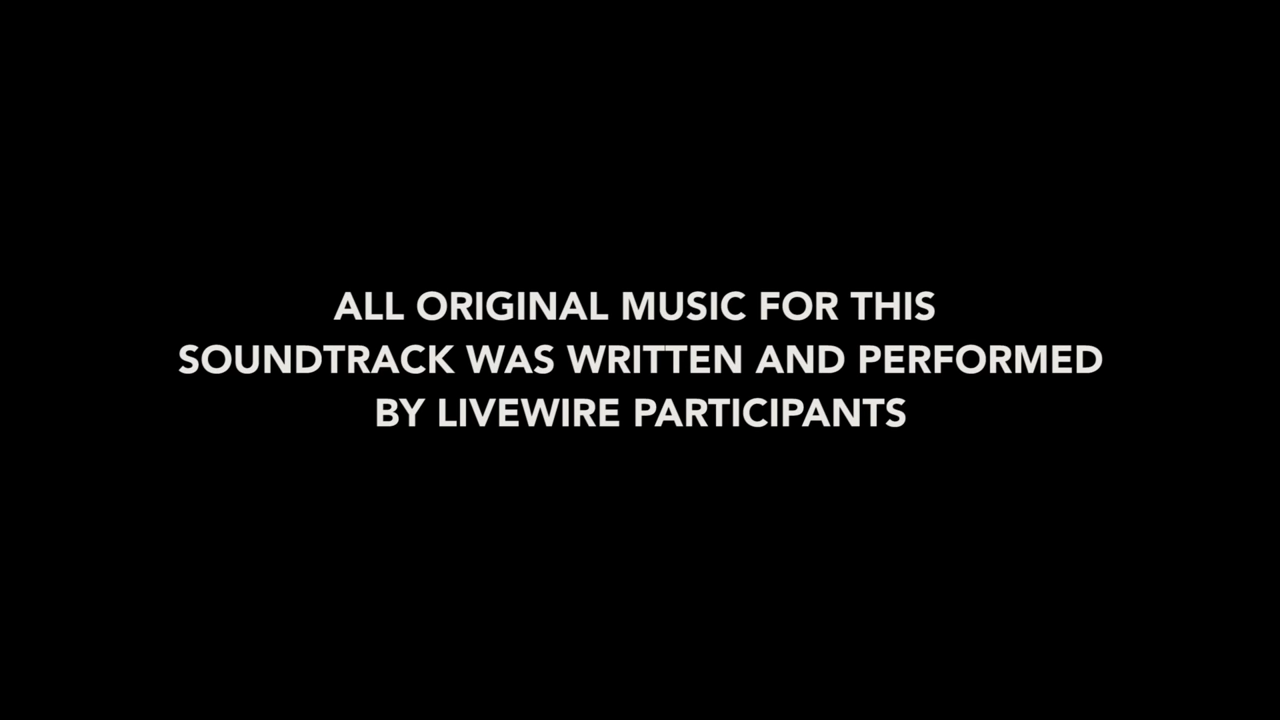 ALL ORIGINAL MUSIC FOR THIS
SOUNDTRACK WAS WRITTEN AND PERFORMED
BY LIVEWIRE PARTICIPANTS